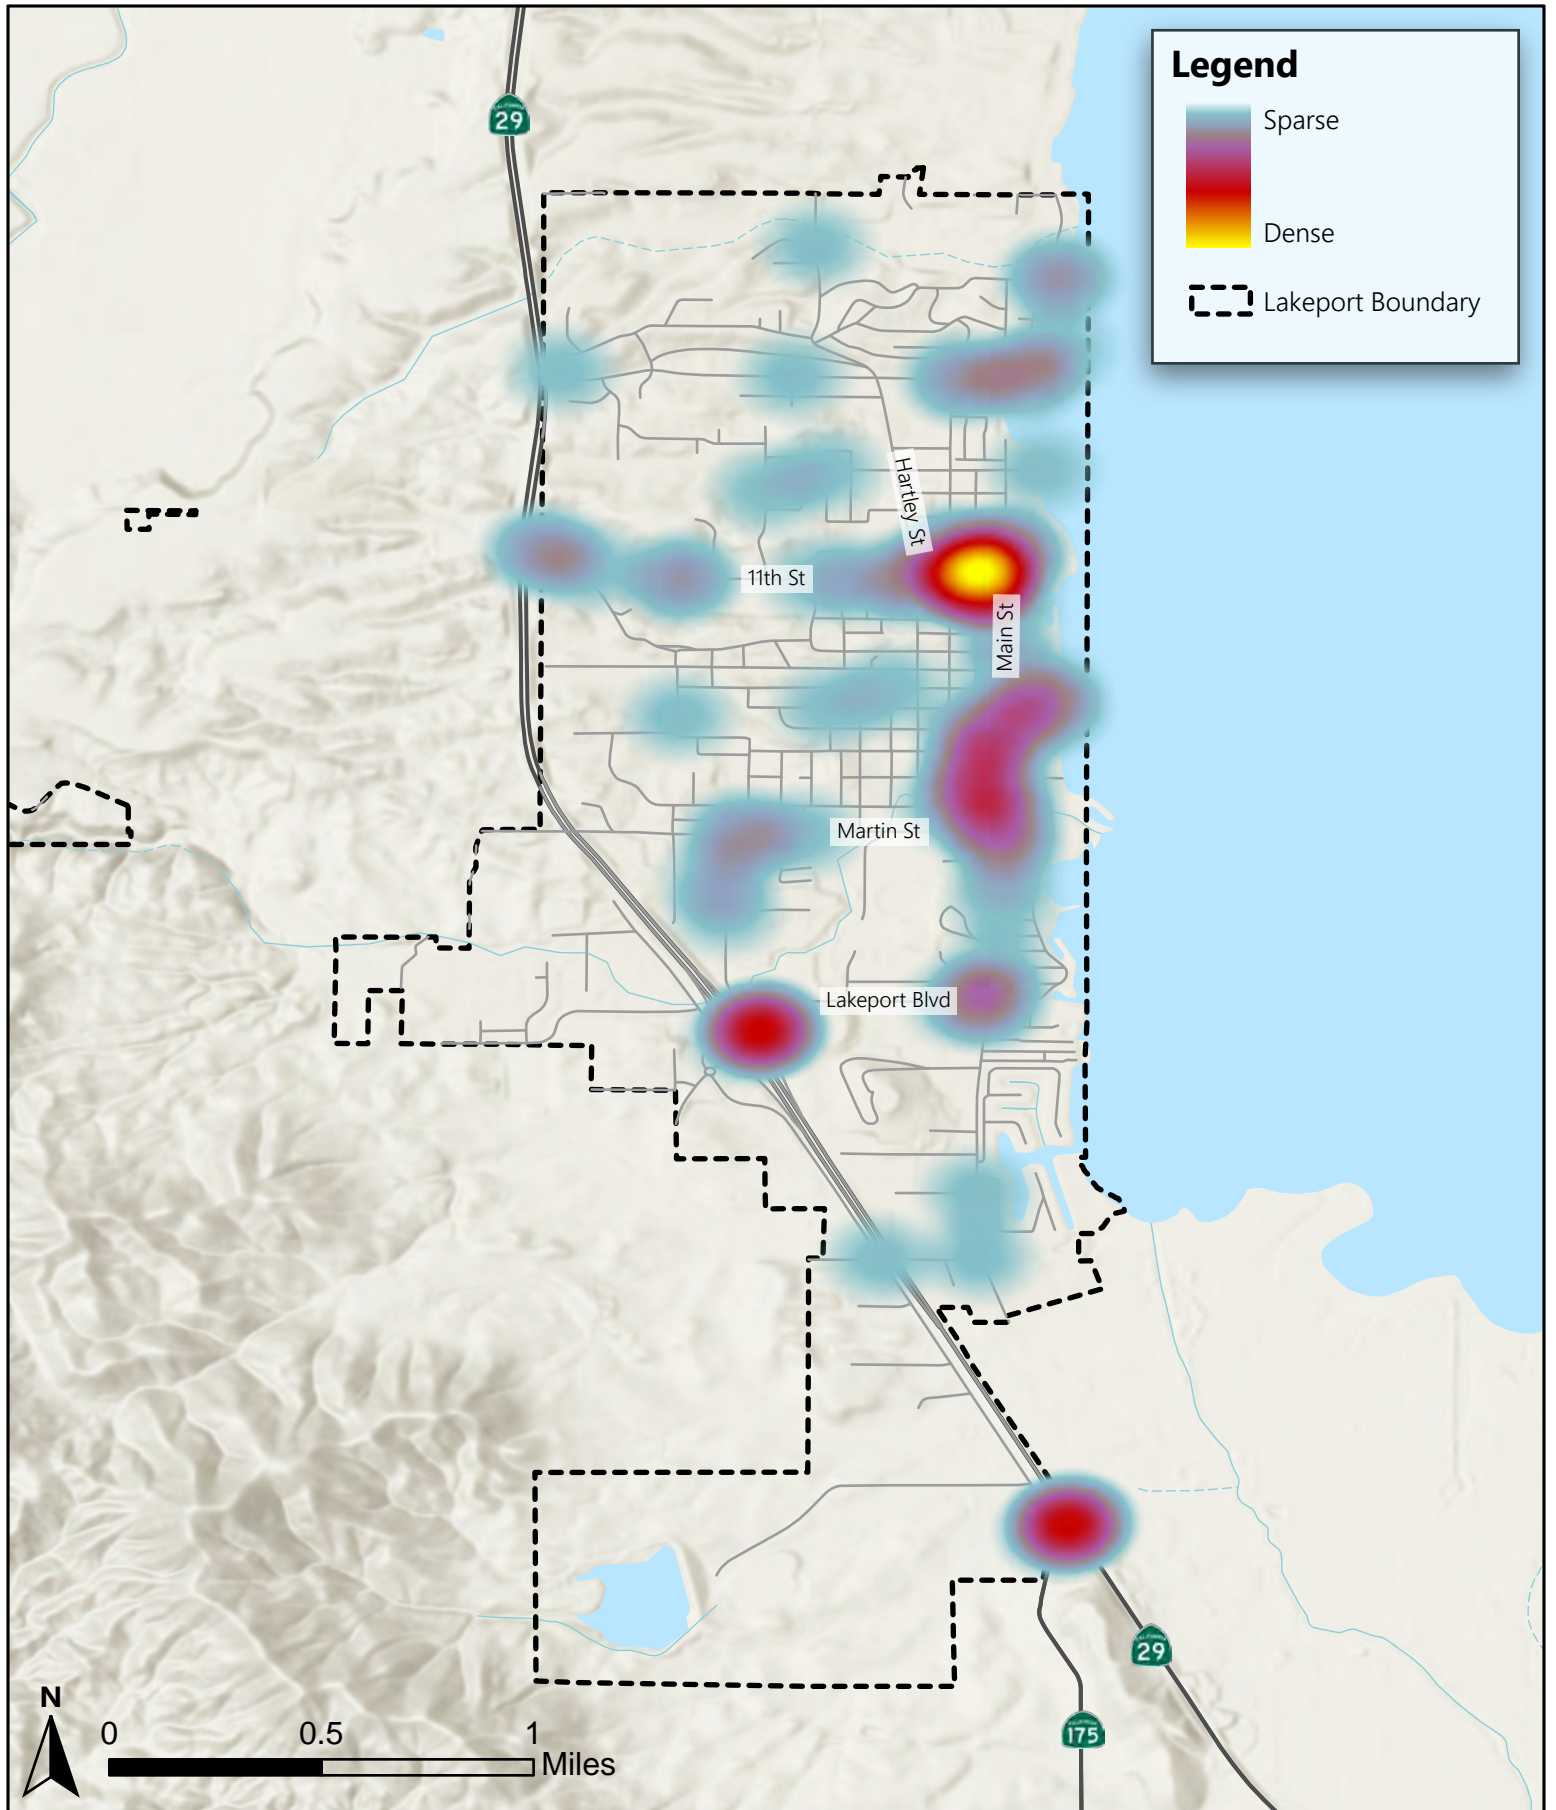 Legend
Sparse
Dense
Lakeport Boundary
29
Hartley St
11th St
Main St
Martin St
Lakeport Blvd
29
175
N
0 0.5 1
Miles